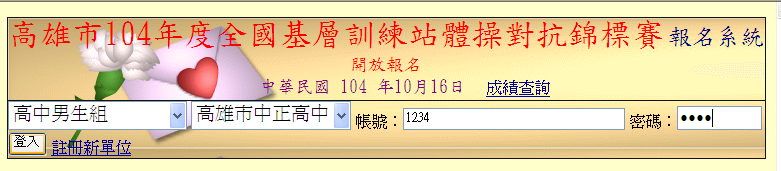 高雄市104年度全國基層訓練站體操對抗錦標賽 報名系統
開放報名
中華民國 104 年10月16日 成績查詢
高中男生組 高雄市中正高中 帳號：1234 密碼：●●●●
登入 註冊新單位